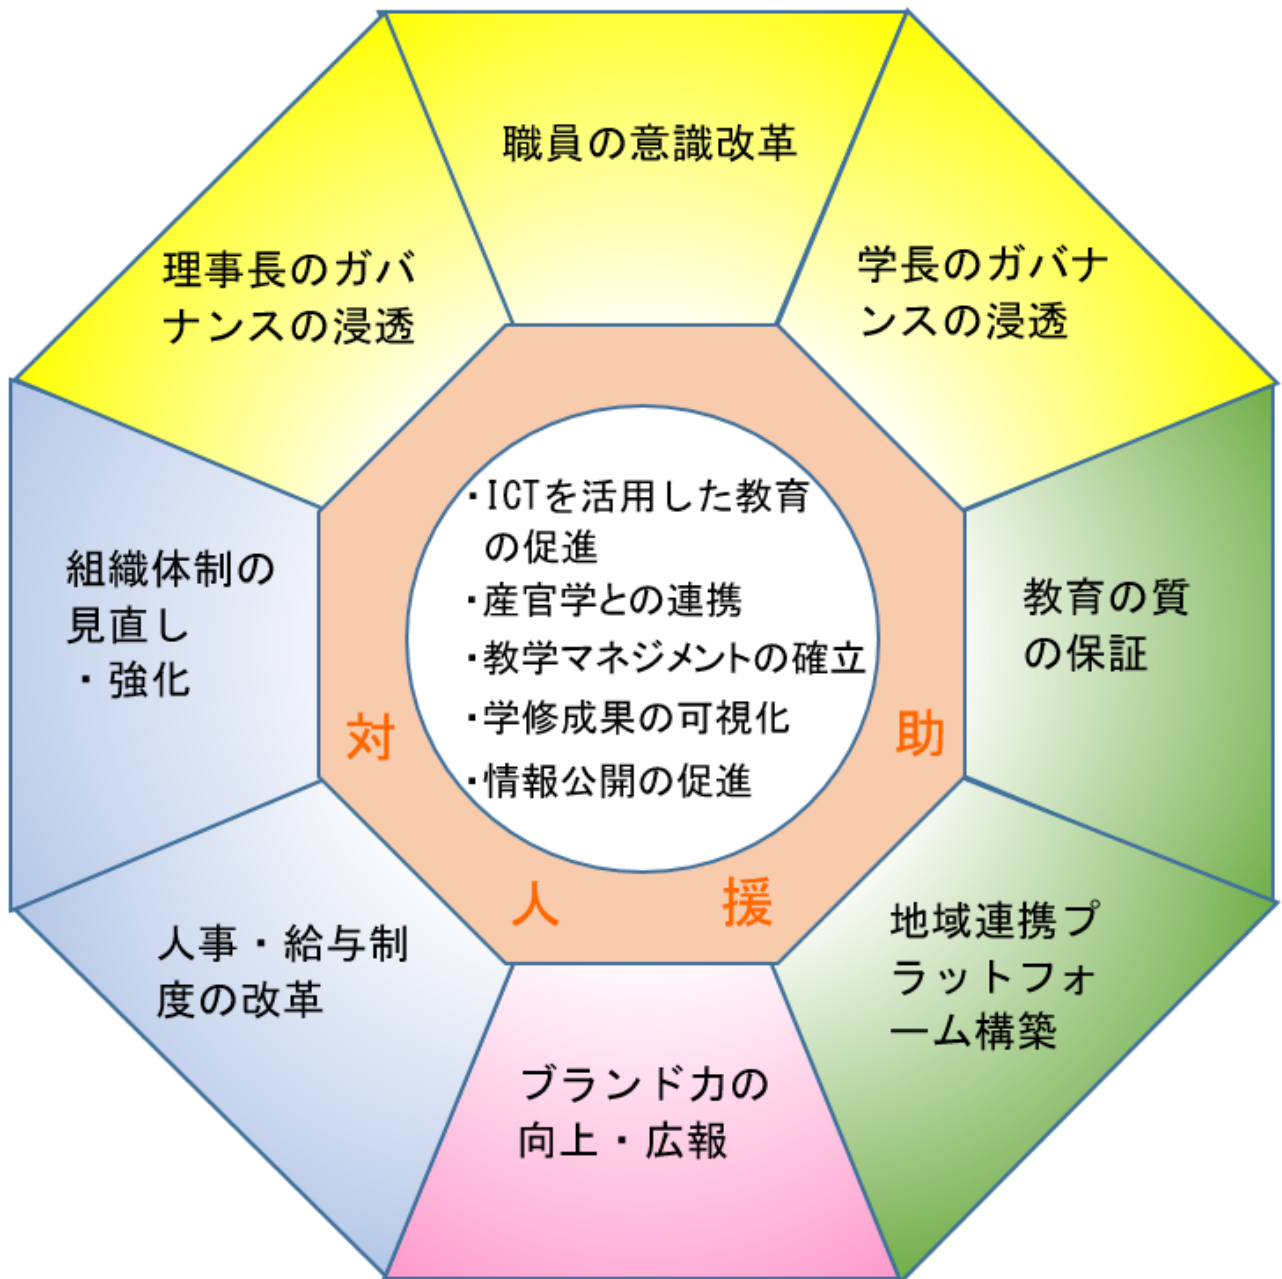 職員の意識改革
理事長のガバ
ナンスの浸透
学長のガバナ
ンスの浸透
組織体制の
見直し
・強化
・ICTを活用した教育
の促進
・産官学との連携
・教学マネジメントの確立
・学修成果の可視化
・情報公開の促進
教育の質
の保証
対
人
援
助
人事・給与制
度の改革
ブランド力の
向上・広報
地域連携プ
ラットフォ
ーム構築